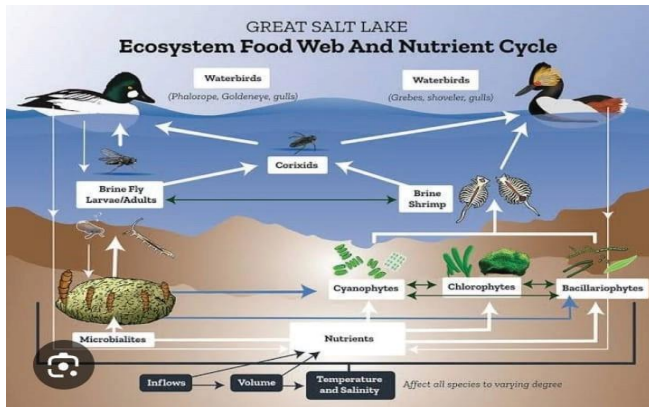 GREAT SALT LAKE
Ecosystem Food Web And Nutrient Cycle
Waterbirds
(Phalorope, Goldeneye, gulls)
Waterbirds
(Grebes, shoveler, gulls)
Corixids
Brine Fly
Larvae/Adults
Brine
Shrimp
Cyanophytes
Chlorophytes
Bacillariophytes
Microbialites
Nutrients
Inflows
Volume
Temperature
and Salinity
Affect all species to varying degree